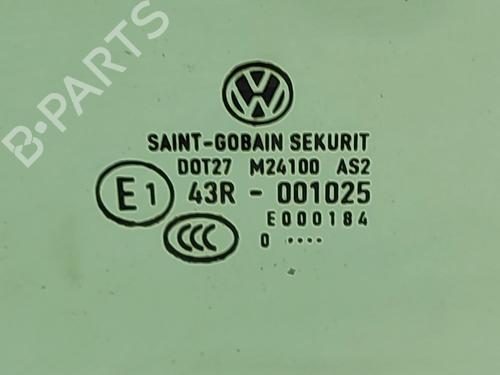 B-PARTS
SAINT-GOBAIN SEKURIT
DOT27 M24100 AS2
E1 43R - 001025
E000184
CCC 0 ....